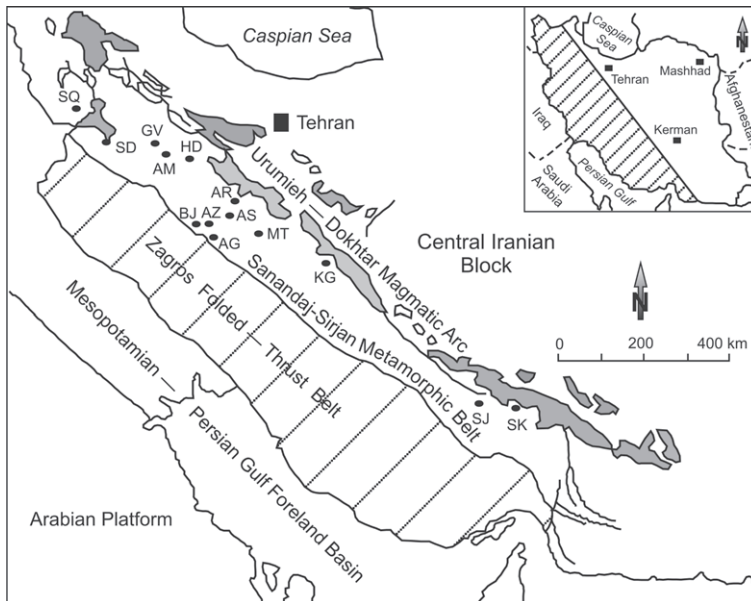 Caspian Sea
Caspian
Sea
N
Tehran
Mashhad
Afghanestan
Iraq
Kerman
Saudi
Arabia
Persian Gulf
SQ
Tehran
SD
GV
HD
AM
AR
BJ
AZ
AS
AG
MT
KG
Urumieh — Dokhtar Magmatic Arc
Central Iranian
Block
N
0 200 400 km
Zagros Folded — Thrust Belt
Sanandaj-Sirjan Metamorphic Belt
SJ
SK
Mesopotamian —
Persian Gulf Foreland Basin
Arabian Platform